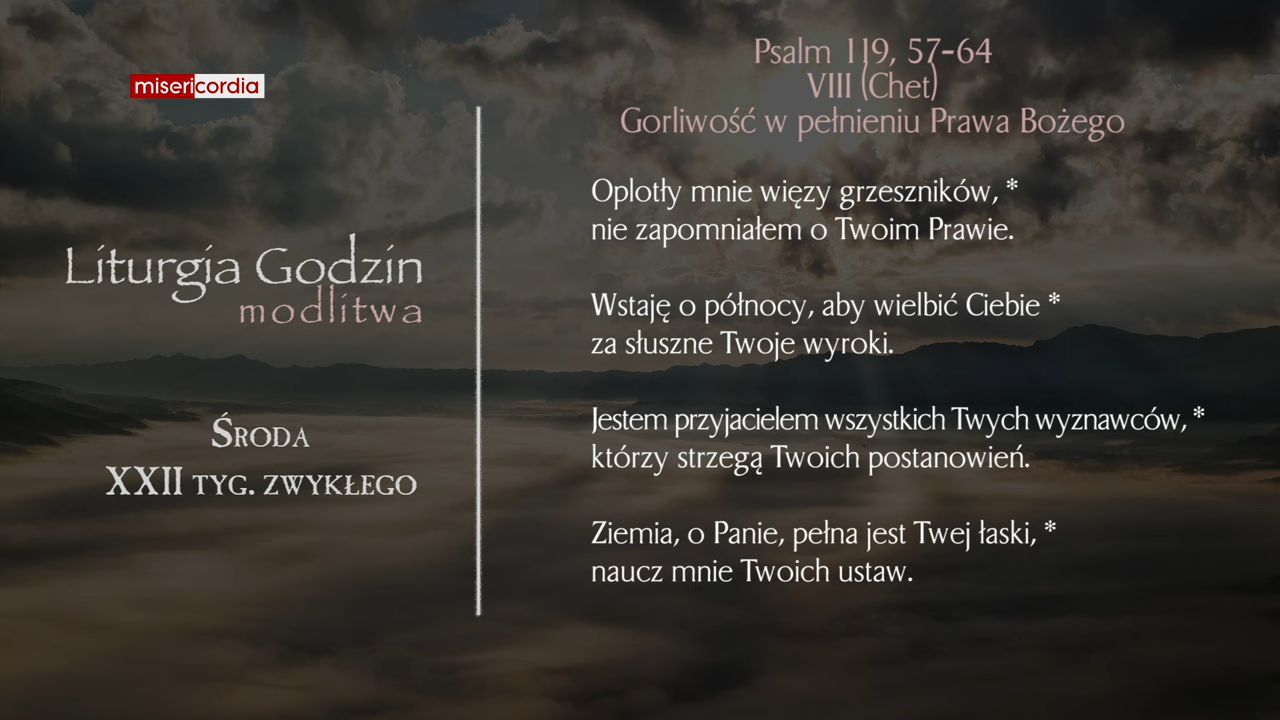 misericordia
Liturgia Godzin
modlitwa
Środa
XXII tyg. zwykłego
Psalm 119, 57-64
VIII (Chet)
Gorliwość w pełnieniu Prawa Bożego
Oplotły mnie więzy grzeszników, *
nie zapomniałem o Twoim Prawie.
Wstaję o północy, aby wielbić Ciebie *
za słuszne Twoje wyroki.
Jestem przyjacielem wszystkich Twych wyznawców, *
którzy strzegą Twoich postanowień.
Ziemia, o Panie, pełna jest Twej łaski, *
naucz mnie Twoich ustaw.